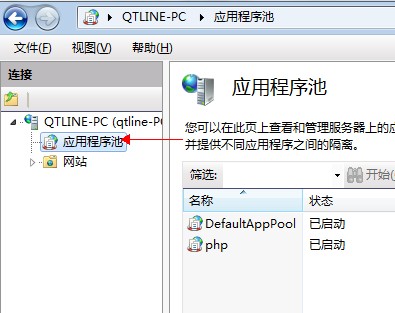 QTLINE-PC ▸ 应用程序池
文件(F) 视图(V) 帮助(H)
连接
QTLINE-PC (qtline-PC
应用程序池
网站
应用程序池
您可以在此页上查看和管理服务器上的应
并提供不同应用程序之间的隔离。
筛选: 开始(
名称 状态
DefaultAppPool 已启动
php 已启动